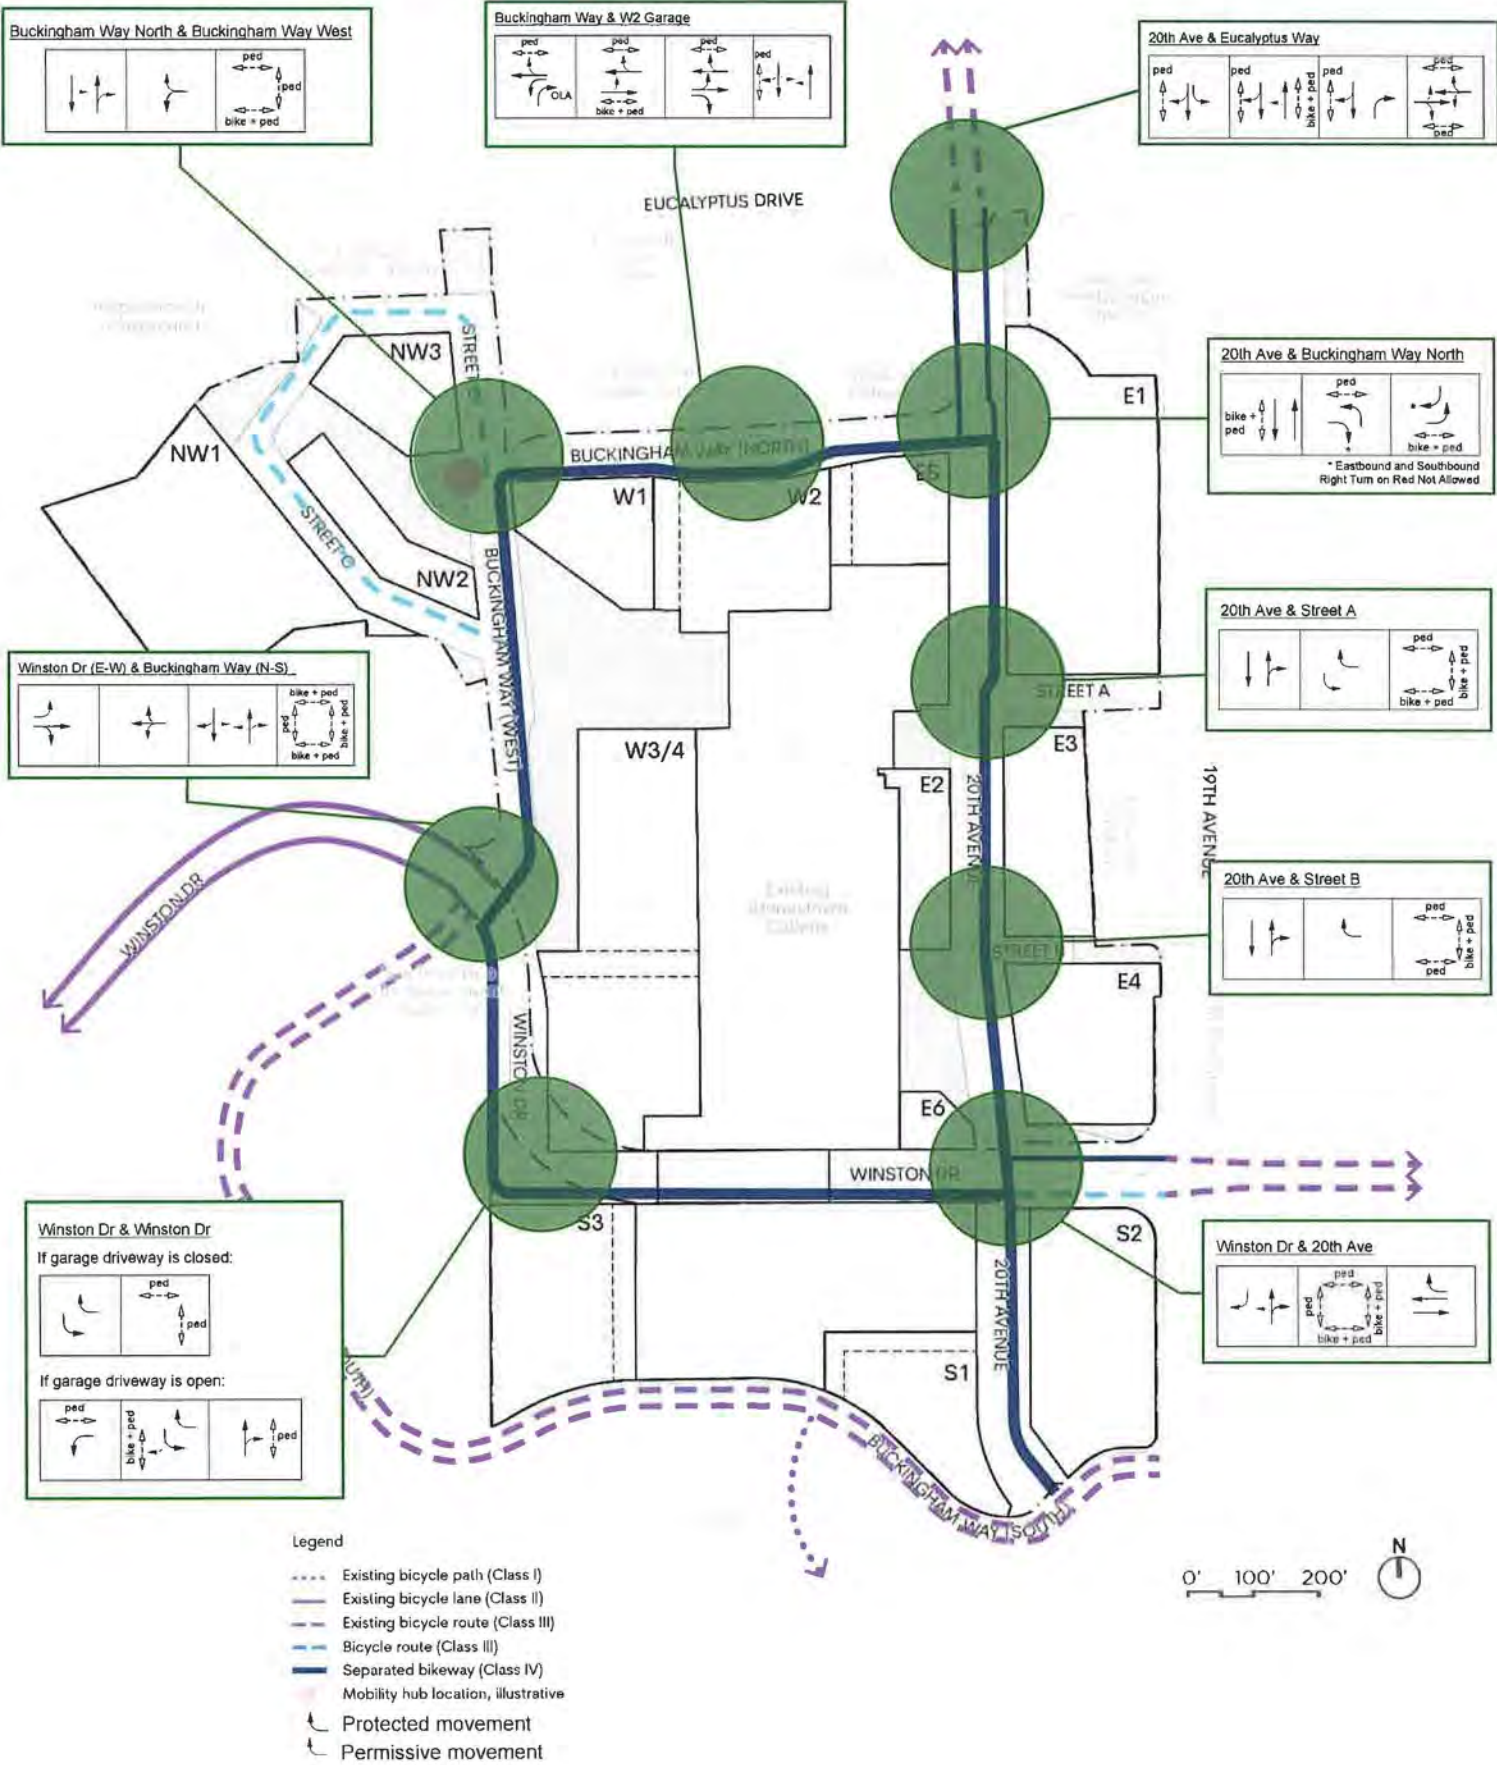 Buckingham Way North & Buckingham Way West
ped
ped
bike + ped
Buckingham Way & W2 Garage
ped
ped
ped
ped
OLA
bike + ped
20th Ave & Eucalyptus Way
ped
ped
bike + ped
ped
ped
ped
EUCALYPTUS DRIVE
STREET
NW3
NW1
STREET C
NW2
BUCKINGHAM WAY (NORTH)
W1
W2
E5
E1
20th Ave & Buckingham Way North
bike +
ped
ped
*
*
bike + ped
* Eastbound and Southbound
Right Turn on Red Not Allowed
BUCKINGHAM WAY (WEST)
20th Ave & Street A
ped
bike + ped
bike + ped
STREET A
Winston Dr (E-W) & Buckingham Way (N-S)
bike + ped
ped
bike + ped
bike + ped
W3/4
E3
E2
20TH AVENUE
19TH AVENUE
WINSTON DR
Existing
Stonestown
Galleria
20th Ave & Street B
ped
bike + ped
ped
STREET
E4
WINSTON DR
E6
WINSTON DR
S3
S2
Winston Dr & Winston Dr
If garage driveway is closed:
ped
ped
If garage driveway is open:
ped
bike + ped
ped
Winston Dr & 20th Ave
ped
ped
bike + ped
bike + ped
20TH AVENUE
S1
BUCKINGHAM WAY (SOUTH)
UTH)
Legend
Existing bicycle path (Class I)
Existing bicycle lane (Class II)
Existing bicycle route (Class III)
Bicycle route (Class III)
Separated bikeway (Class IV)
Mobility hub location, illustrative
Protected movement
Permissive movement
0' 100' 200'
N